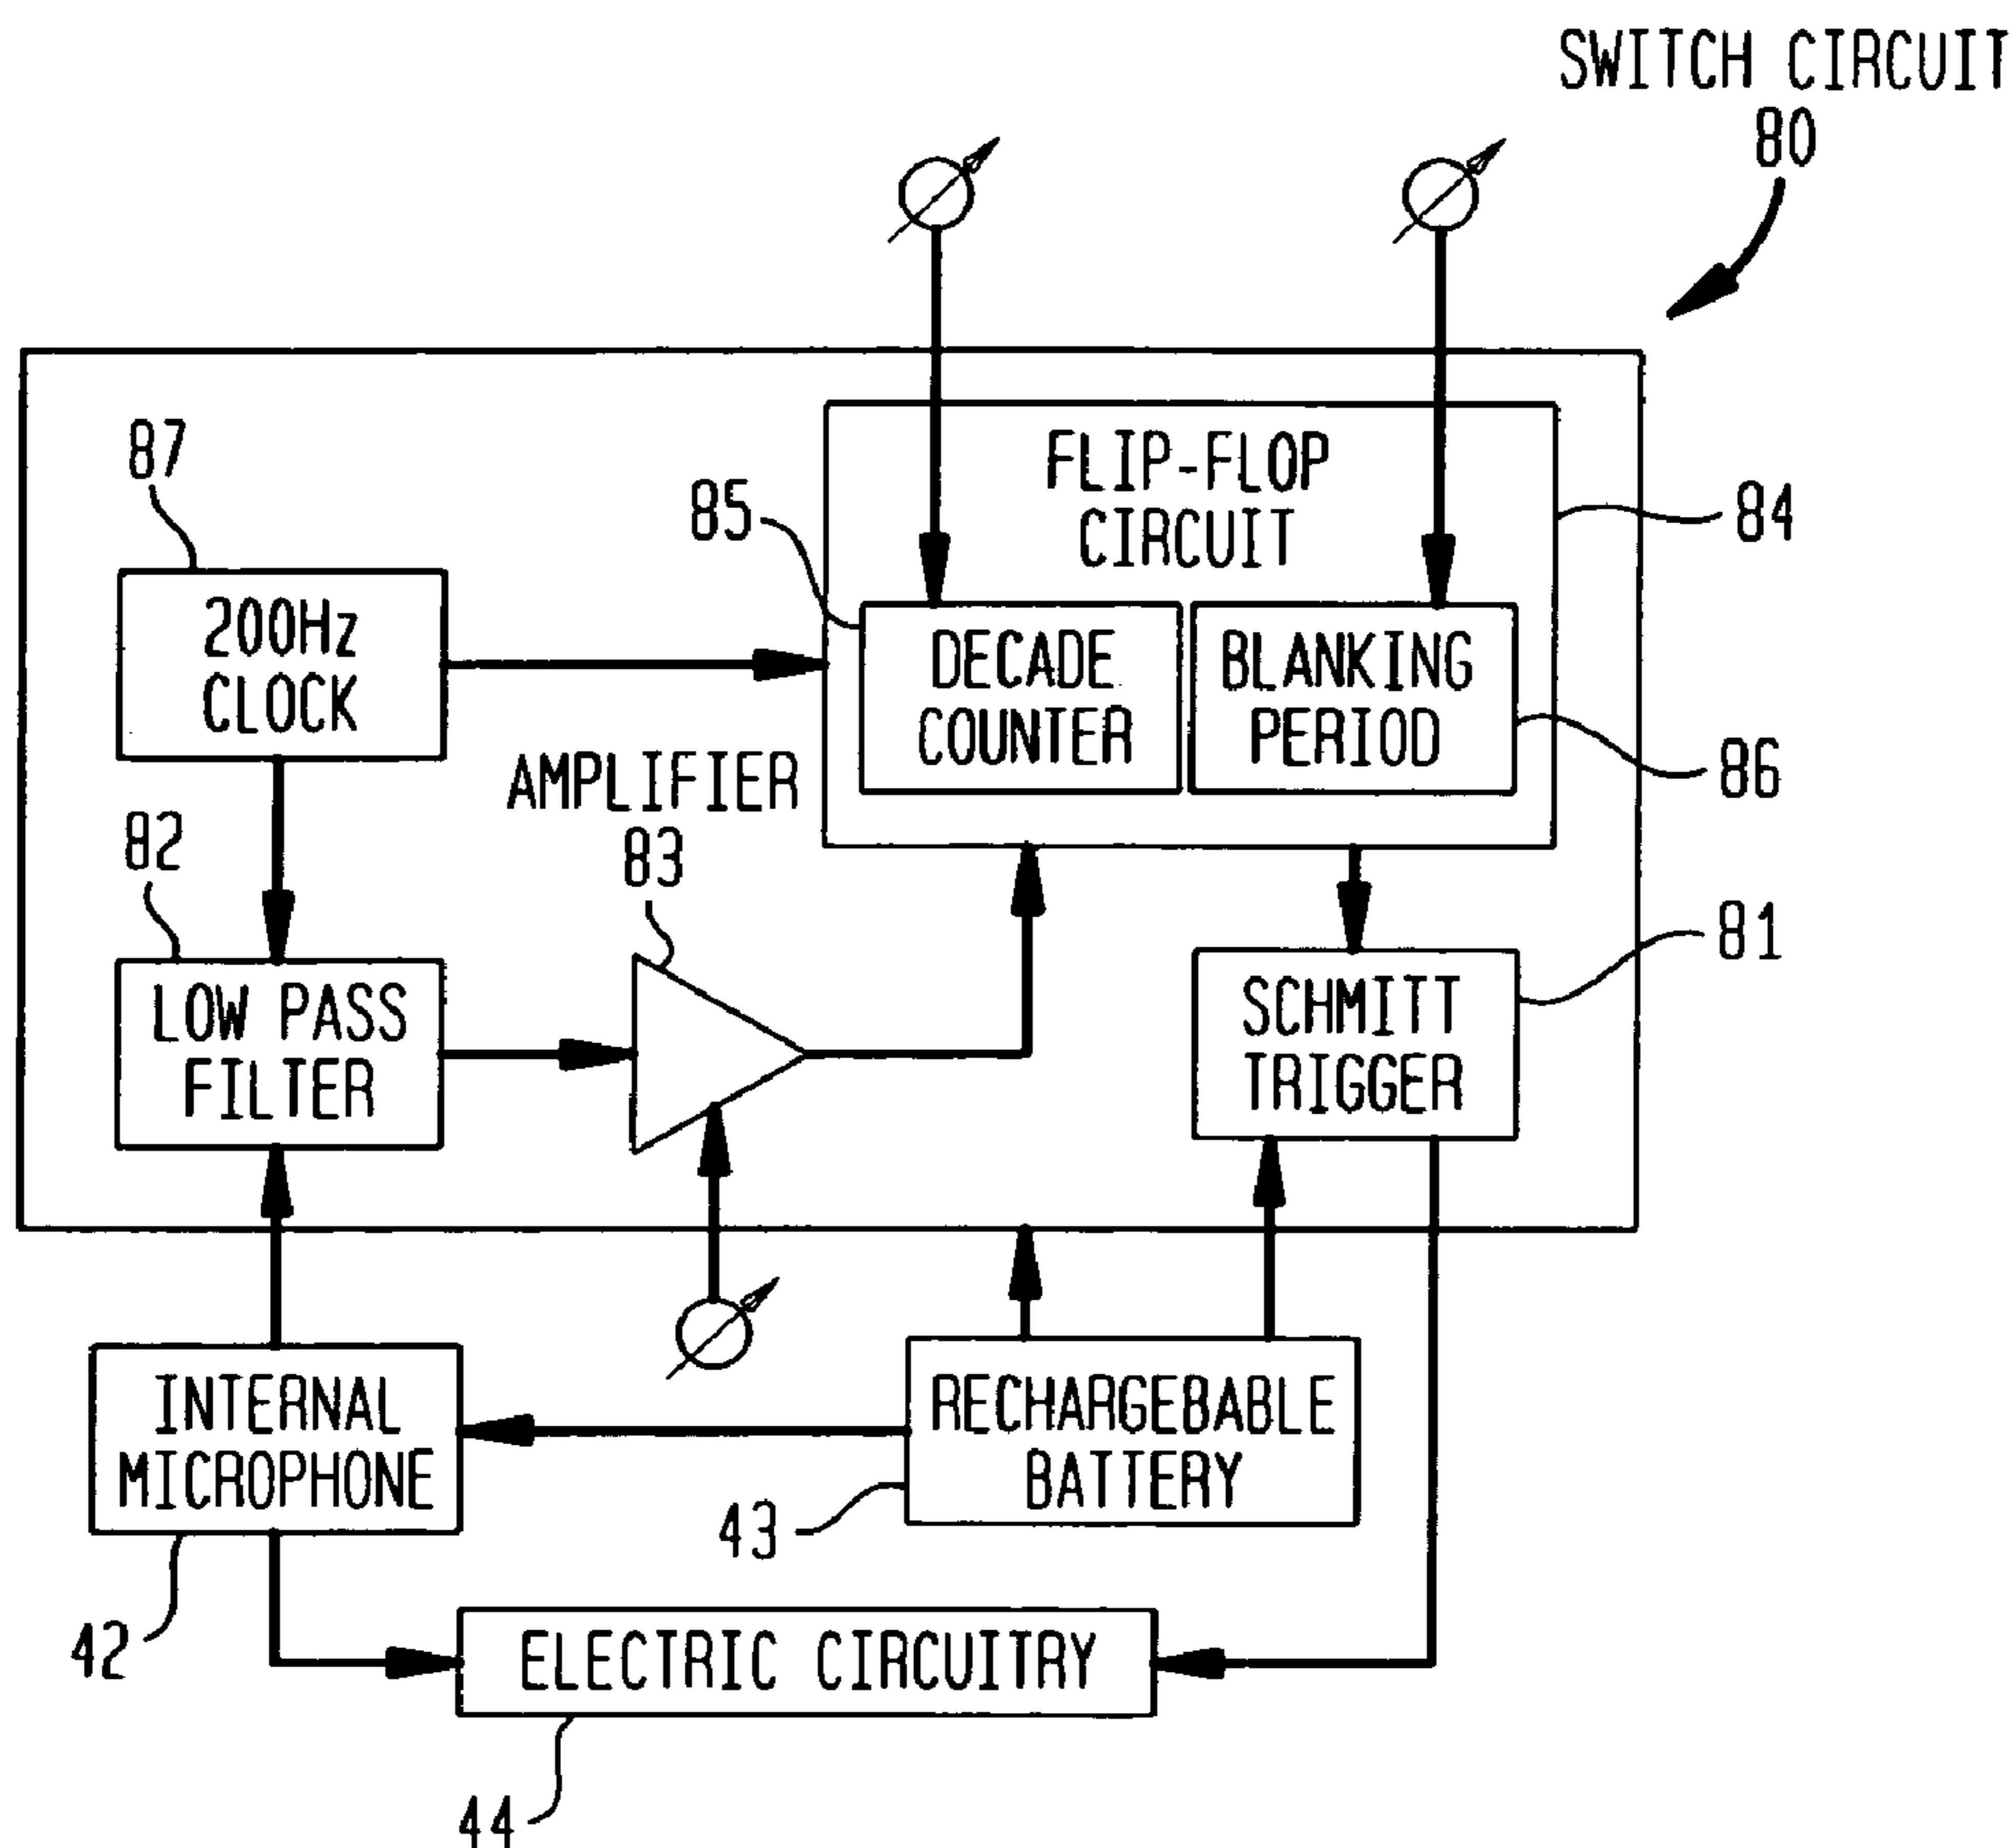 SWITCH CIRCUIT
80
87
85
FLIP-FLOP
CIRCUIT
84
200Hz
CLOCK
DECADE
COUNTER
BLANKING
PERIOD
86
AMPLIFIER
83
82
81
LOW PASS
FILTER
SCHMITT
TRIGGER
INTERNAL
MICROPHONE
RECHARGEBABLE
BATTERY
43
42
ELECTRIC CIRCUITRY
44